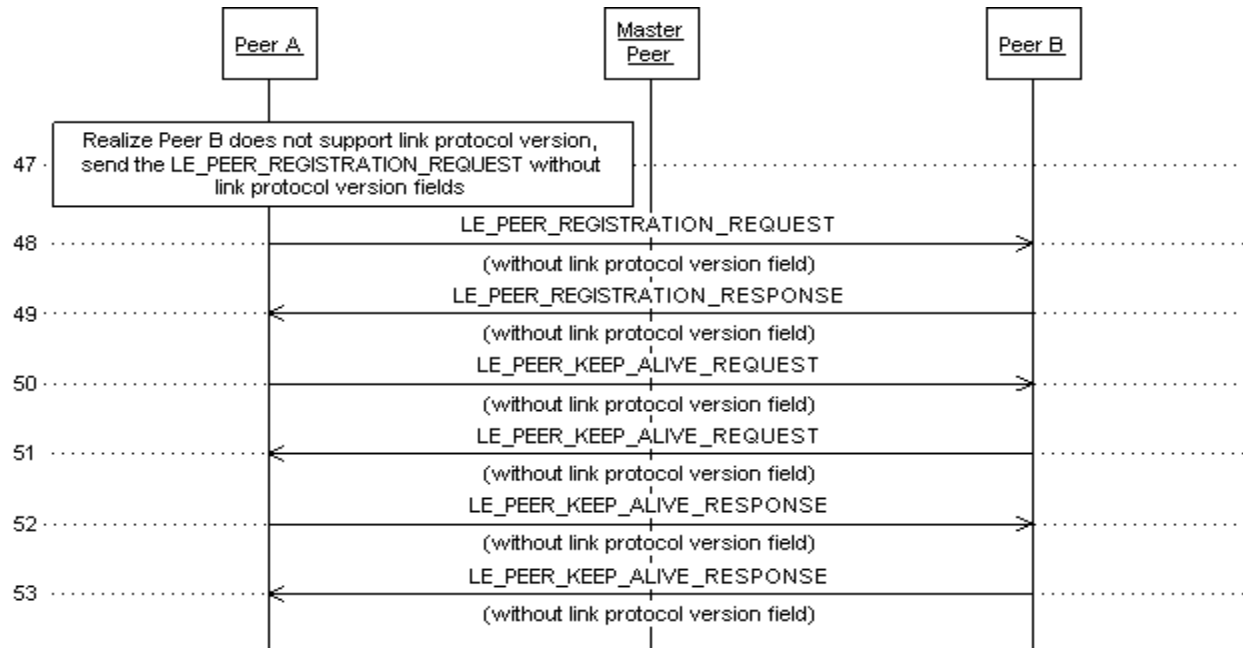 Peer A
Master
Peer
Peer B
Realize Peer B does not support link protocol version,
47
send the LE_PEER_REGISTRATION_REQUEST without
link protocol version fields
LE_PEER_REGISTRATION_REQUEST
48
(without link protocol version field)
LE_PEER_REGISTRATION_RESPONSE
49
(without link protocol version field)
LE_PEER_KEEP_ALIVE_REQUEST
50
(without link protocol version field)
LE_PEER_KEEP_ALIVE_REQUEST
51
(without link protocol version field)
LE_PEER_KEEP_ALIVE_RESPONSE
52
(without link protocol version field)
LE_PEER_KEEP_ALIVE_RESPONSE
53
(without link protocol version field)